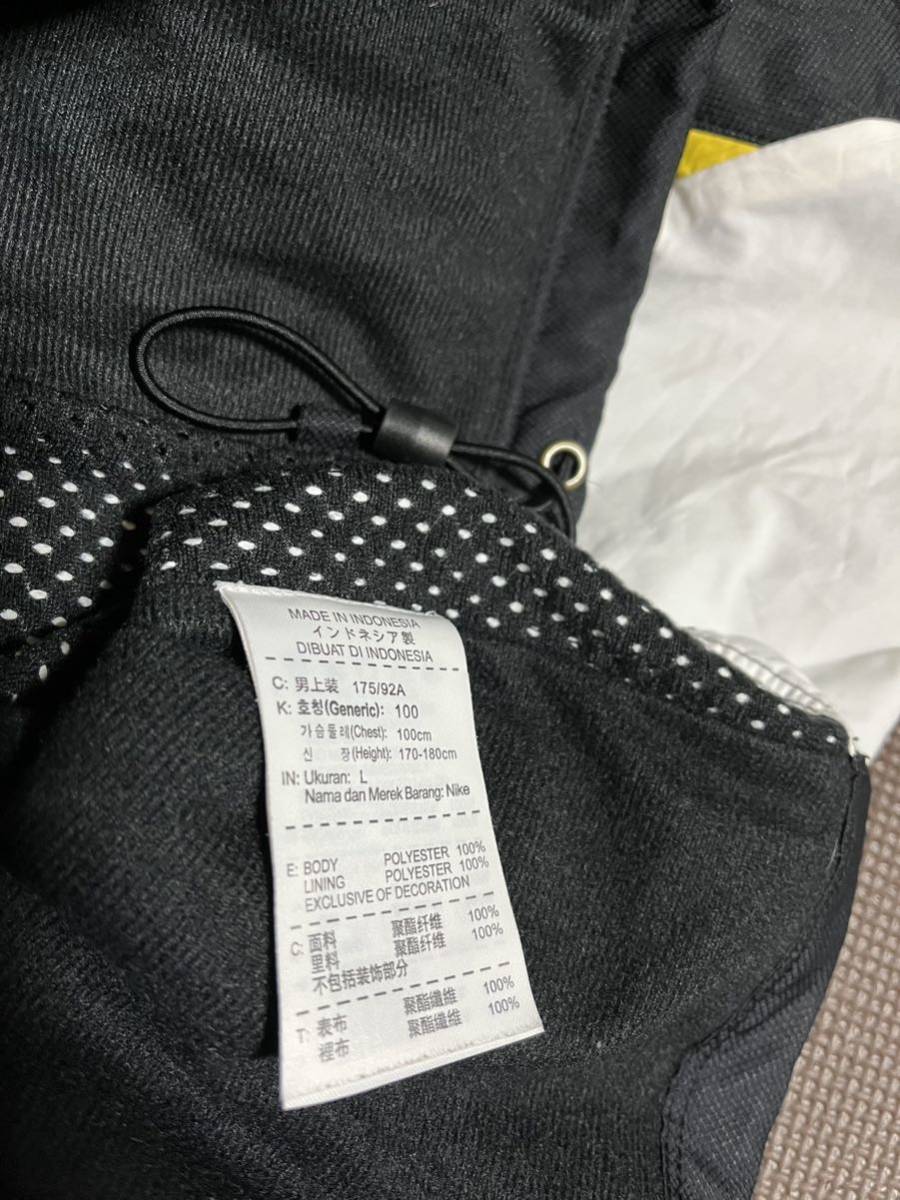 MADE IN INDONESIA
インドネシア製
DIBUAT DI INDONESIA
C: 男上装 175/92A
K: 호칭(Generic): 100
가슴둘레(Chest): 100cm
신 장(Height): 170-180cm
IN: Ukuran: L
Nama dan Merek Barang: Nike
E: BODY POLYESTER 100%
LINING POLYESTER 100%
EXCLUSIVE OF DECORATION
C: 面料 聚酯纤维 100%
里料 聚酯纤维 100%
不包括装饰部分
T: 表布 聚酯纖維 100%
裡布 聚酯纖維 100%